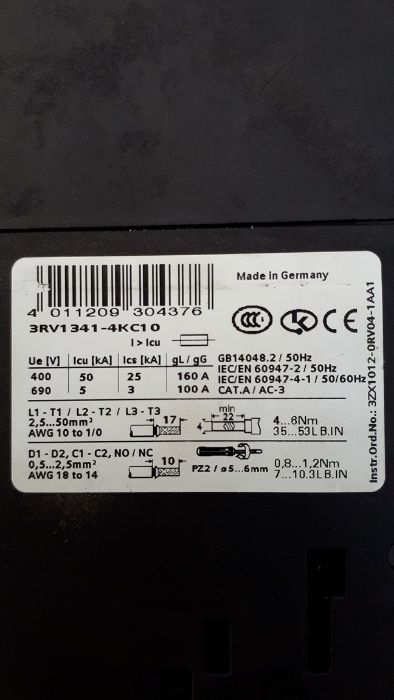 Made in Germany
4 011209 304376
3RV1341-4KC10
I > Icu
CCC
CE
Ue [V] Icu [kA] Ics [kA] gL / gG
400 50 25 160 A
690 5 3 100 A
GB14048.2 / 50Hz
IEC/EN 60947-2 / 50Hz
IEC/EN 60947-4-1 / 50/60Hz
CAT.A / AC-3
L1 - T1 / L2 - T2 / L3 - T3
2,5...50mm²
AWG 10 to 1/0
17
min
22
4
4...6Nm
35...53LB.IN
D1 - D2, C1 - C2, NO / NC
0,5...2,5mm²
AWG 18 to 14
10
PZ2 / ø5...6mm
0,8...1,2Nm
7...10.3LB.IN
Instr.Ord.No.: 3ZX1012-0RV04-1AA1